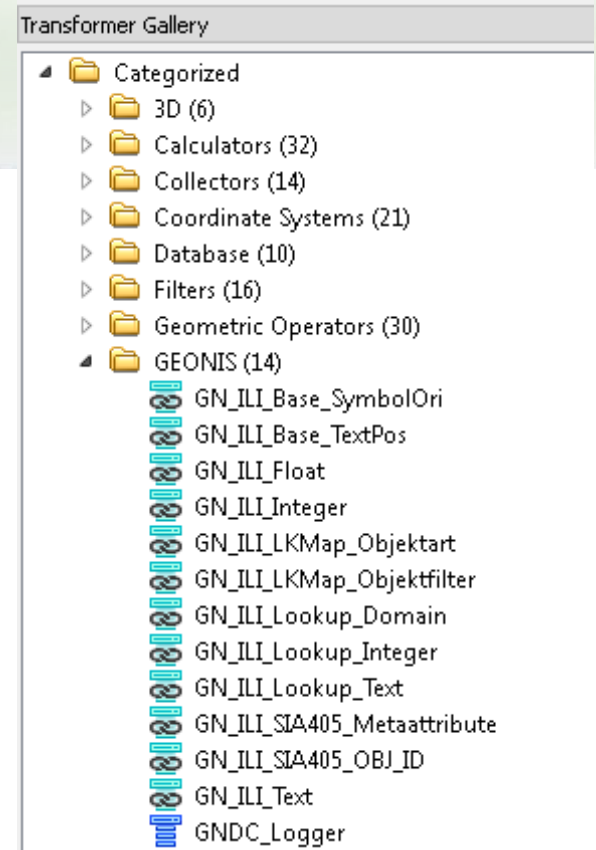 Transformer Gallery
Categorized
3D (6)
Calculators (32)
Collectors (14)
Coordinate Systems (21)
Database (10)
Filters (16)
Geometric Operators (30)
GEONIS (14)
GN_ILI_Base_SymbolOri
GN_ILI_Base_TextPos
GN_ILI_Float
GN_ILI_Integer
GN_ILI_LKMap_Objektart
GN_ILI_LKMap_Objektfilter
GN_ILI_Lookup_Domain
GN_ILI_Lookup_Integer
GN_ILI_Lookup_Text
GN_ILI_SIA405_Metaattribute
GN_ILI_SIA405_OBJ_ID
GN_ILI_Text
GNDC_Logger